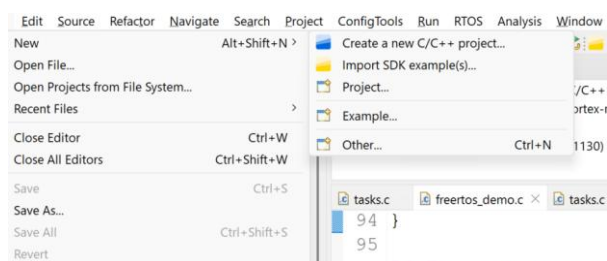 Edit Source Refactor Navigate Search Project ConfigTools Run RTOS Analysis Window
New Alt+Shift+N >
Open File...
Open Projects from File System...
Recent Files >
Close Editor Ctrl+W
Close All Editors Ctrl+Shift+W
Save Ctrl+S
Save As...
Save All Ctrl+Shift+S
Revert
Create a new C/C++ project...
Import SDK example(s)...
Project...
Example...
Other... Ctrl+N
/C++
1130)
tasks.c freertos_demo.c × tasks.c
94 }
95